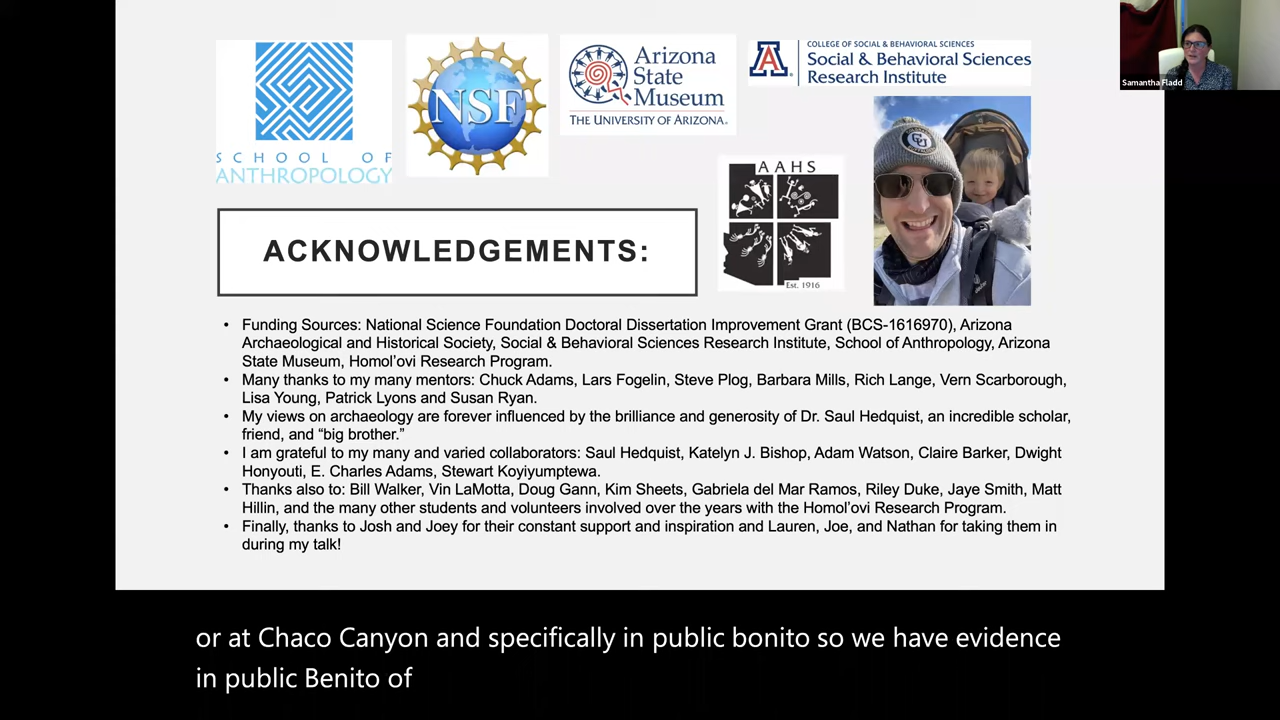 SCHOOL OF
ANTHROPOLOGY
NSF
Arizona
State
Museum
THE UNIVERSITY OF ARIZONA®
A
COLLEGE OF SOCIAL & BEHAVIORAL SCIENCES
Social & Behavioral Sciences
Research Institute
Samantha Fladd
AAHS
Est. 1916
CU
ACKNOWLEDGEMENTS:
• Funding Sources: National Science Foundation Doctoral Dissertation Improvement Grant (BCS-1616970), Arizona
Archaeological and Historical Society, Social & Behavioral Sciences Research Institute, School of Anthropology, Arizona
State Museum, Homol’ovi Research Program.
• Many thanks to my many mentors: Chuck Adams, Lars Fogelin, Steve Plog, Barbara Mills, Rich Lange, Vern Scarborough,
Lisa Young, Patrick Lyons and Susan Ryan.
• My views on archaeology are forever influenced by the brilliance and generosity of Dr. Saul Hedquist, an incredible scholar,
friend, and “big brother.”
• I am grateful to my many and varied collaborators: Saul Hedquist, Katelyn J. Bishop, Adam Watson, Claire Barker, Dwight
Honyouti, E. Charles Adams, Stewart Koyiyumptewa.
• Thanks also to: Bill Walker, Vin LaMotta, Doug Gann, Kim Sheets, Gabriela del Mar Ramos, Riley Duke, Jaye Smith, Matt
Hillin, and the many other students and volunteers involved over the years with the Homol’ovi Research Program.
• Finally, thanks to Josh and Joey for their constant support and inspiration and Lauren, Joe, and Nathan for taking them in
during my talk!
or at Chaco Canyon and specifically in public bonito so we have evidence
in public Benito of